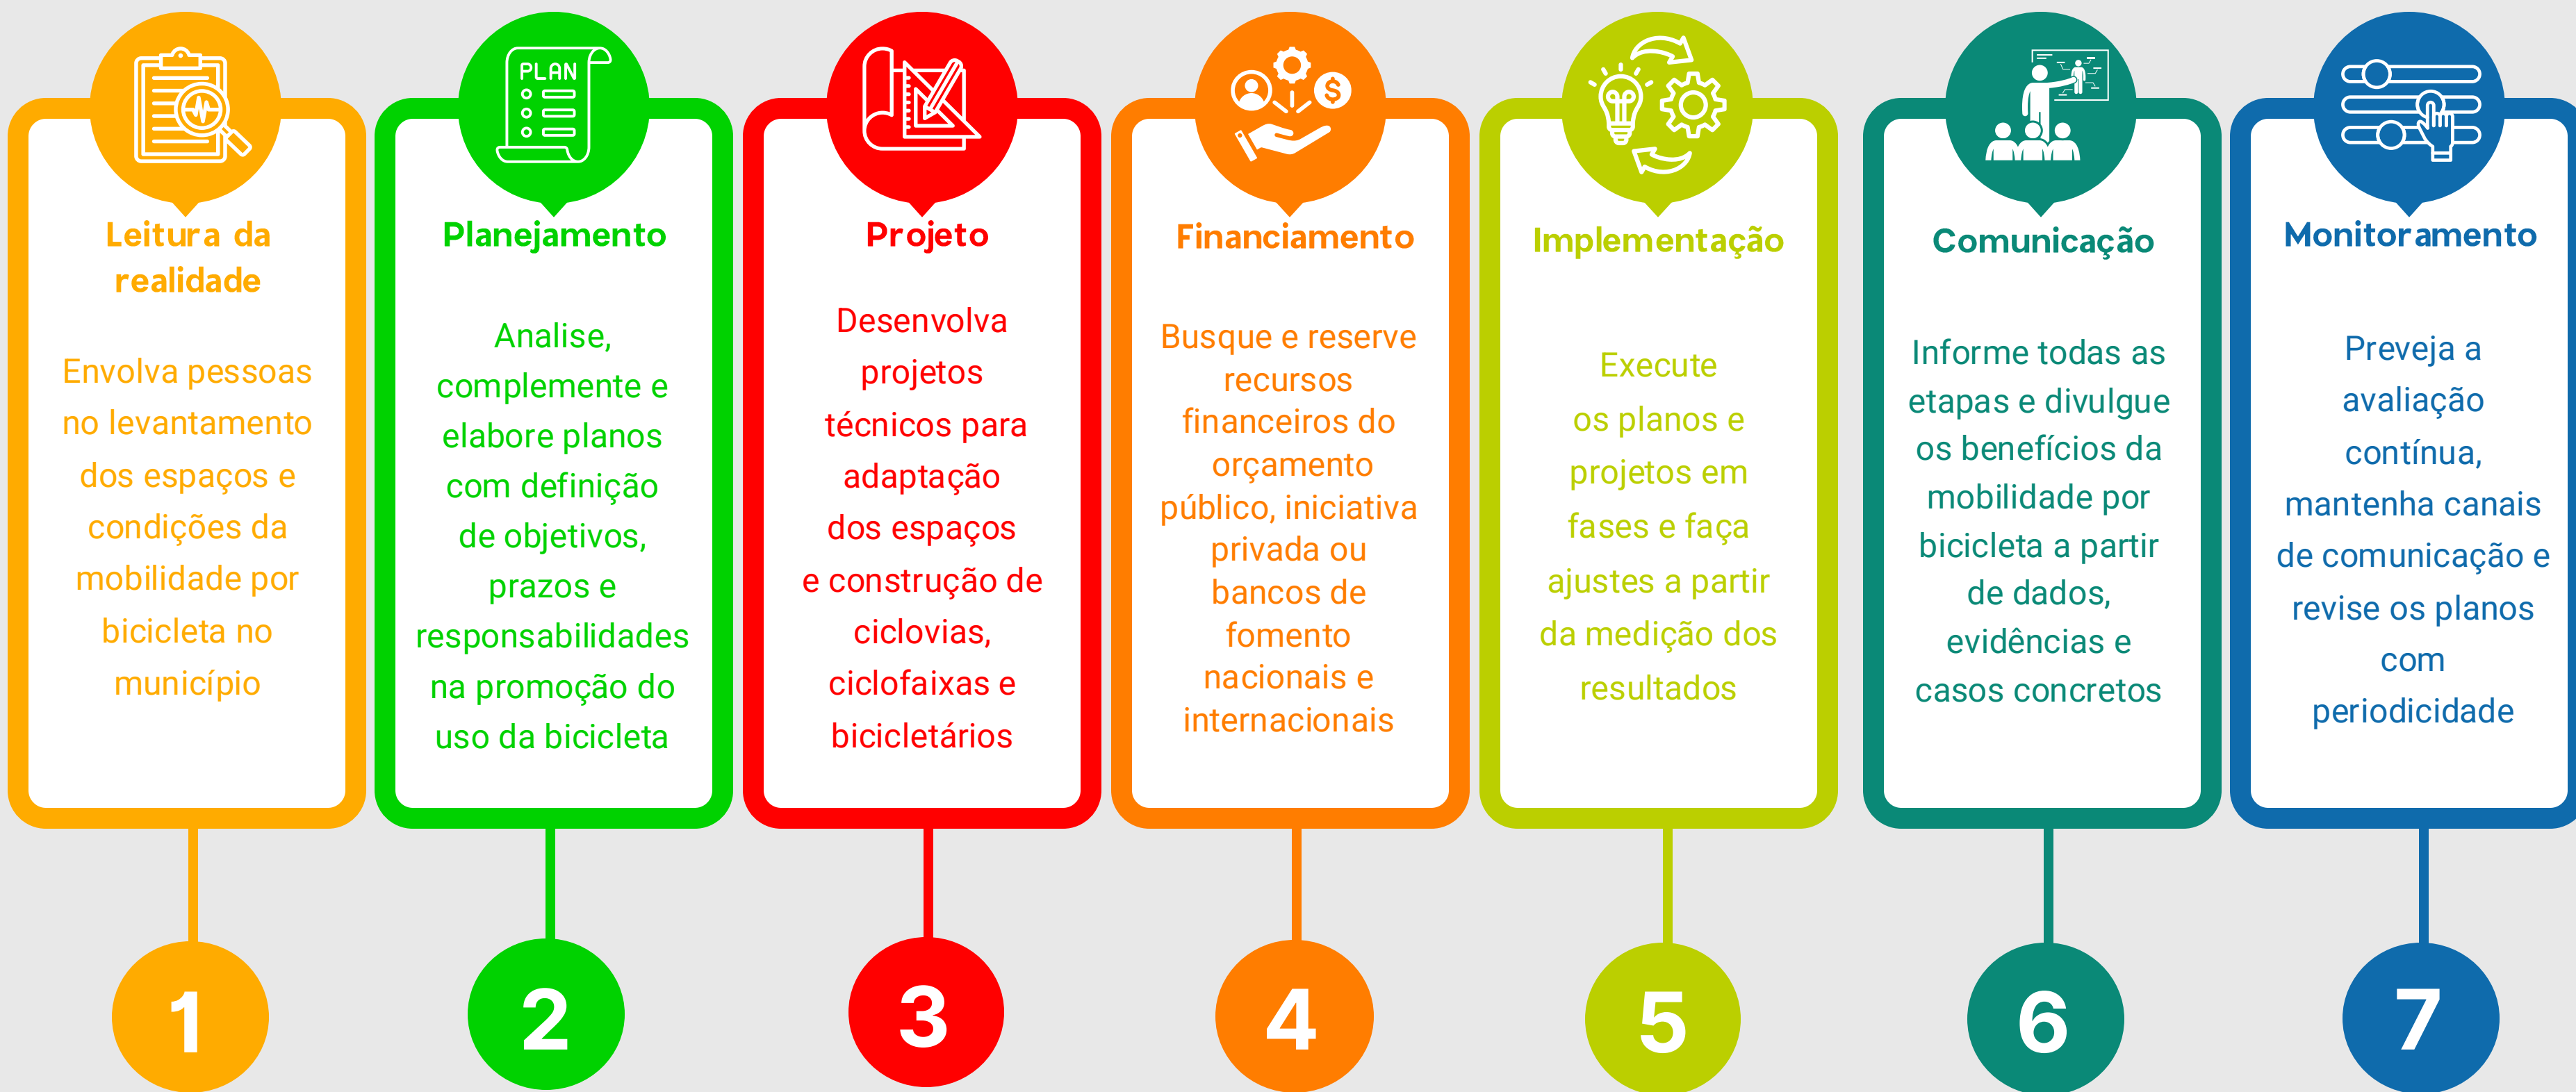 Leitura da
realidade
Envolva pessoas
no levantamento
dos espaços e
condições da
mobilidade por
bicicleta no
município
1
PLAN
Planejamento
Analise,
complemente e
elabore planos
com definição
de objetivos,
prazos e
responsabilidades
na promoção do
uso da bicicleta
2
Projeto
Desenvolva
projetos
técnicos para
adaptação
dos espaços
e construção de
ciclovias,
ciclofaixas e
bicicletários
3
$
Financiamento
Busque e reserve
recursos
financeiros do
orçamento
público, iniciativa
privada ou
bancos de
fomento
nacionais e
internacionais
4
Implementação
Execute
os planos e
projetos em
fases e faça
ajustes a partir
da medição dos
resultados
5
Comunicação
Informe todas as
etapas e divulgue
os benefícios da
mobilidade por
bicicleta a partir
de dados,
evidências e
casos concretos
6
Monitoramento
Preveja a
avaliação
contínua,
mantenha canais
de comunicação e
revise os planos
com
periodicidade
7